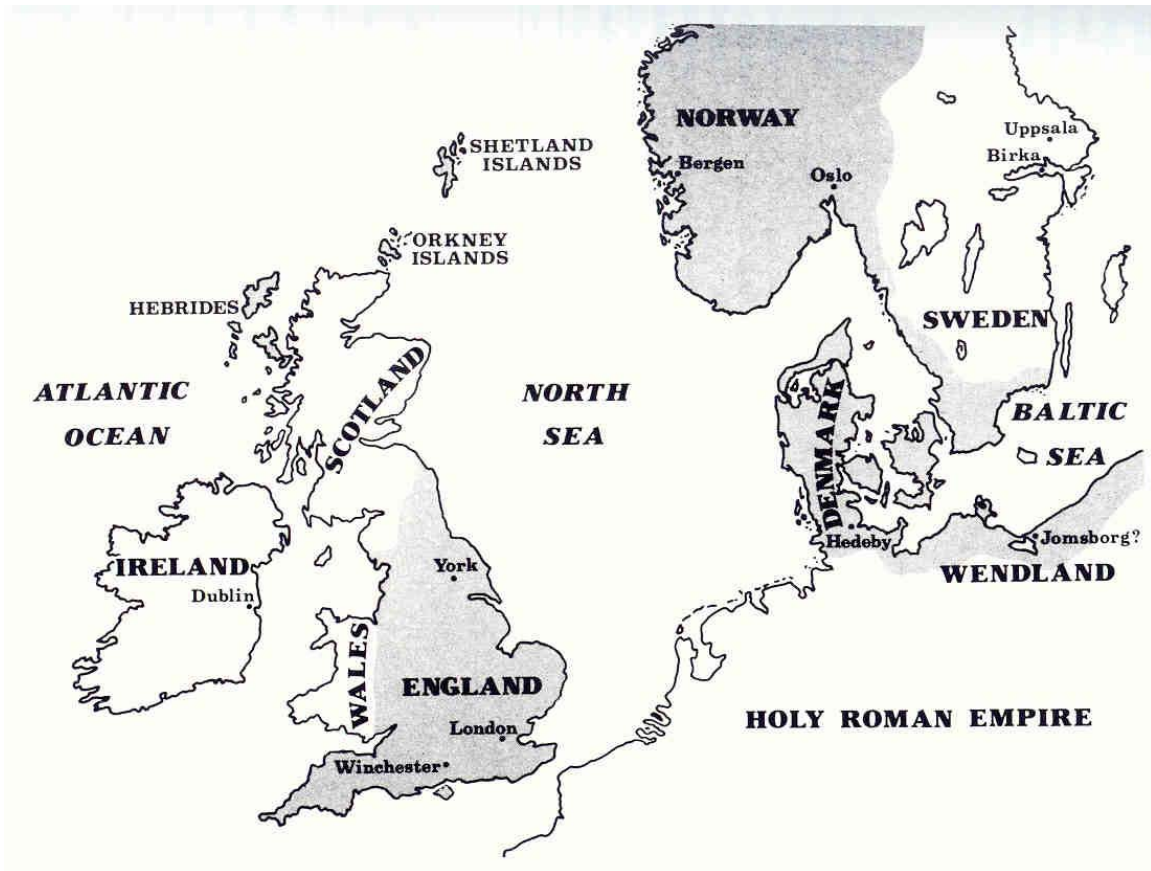 NORWAY
Uppsala
Birka
SHETLAND
ISLANDS
Bergen
Oslo
ORKNEY
ISLANDS
HEBRIDES
SWEDEN
ATLANTIC
OCEAN
SCOTLAND
NORTH
SEA
DENMARK
BALTIC
SEA
Hedeby
Jomsborg?
WENDLAND
IRELAND
Dublin
York
WALES
ENGLAND
London
Winchester
HOLY ROMAN EMPIRE